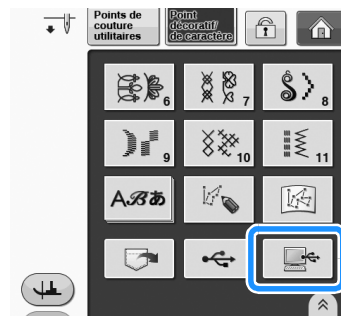 Points de
couture
utilitaires
Point
décoratif/
de caractère
6
7
8
9
10
11
ABあ